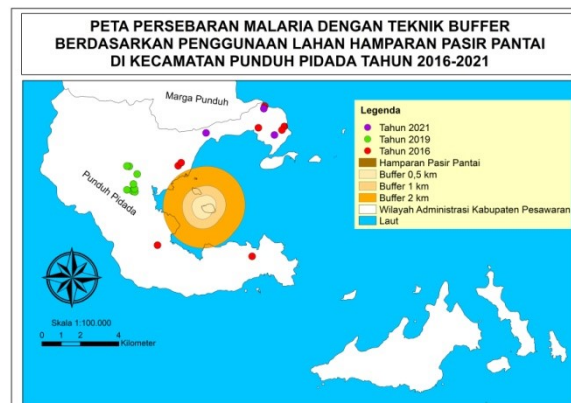 PETA PERSEBARAN MALARIA DENGAN TEKNIK BUFFER
BERDASARKAN PENGGUNAAN LAHAN HAMPARAN PASIR PANTAI
DI KECAMATAN PUNDUH PIDADA TAHUN 2016-2021
Marga Punduh
Punduh Pidada
Legenda
Tahun 2021
Tahun 2019
Tahun 2016
Hamparan Pasir Pantai
Buffer 0,5 km
Buffer 1 km
Buffer 2 km
Wilayah Administrasi Kabupaten Pesawaran
Laut
Skala 1:100.000
0 2 4
Kilometer